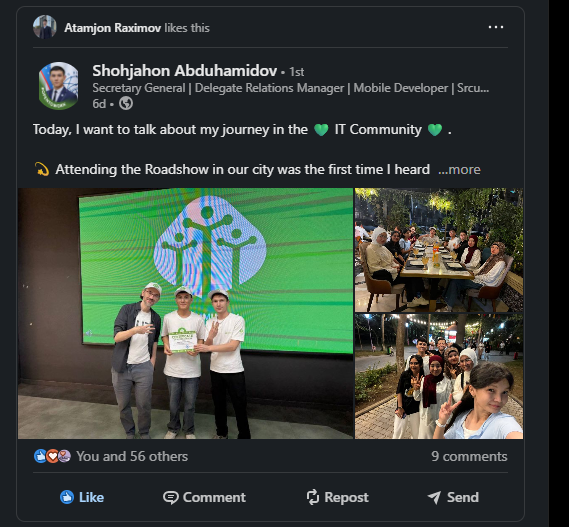 Atamjon Raximov likes this
Shohjahon Abduhamidov • 1st
Secretary General | Delegate Relations Manager | Mobile Developer | Srcu...
6d •
Today, I want to talk about my journey in the 💚 IT Community 💚 .
💫 Attending the Roadshow in our city was the first time I heard ...more
You and 56 others
9 comments
Like
Comment
Repost
Send